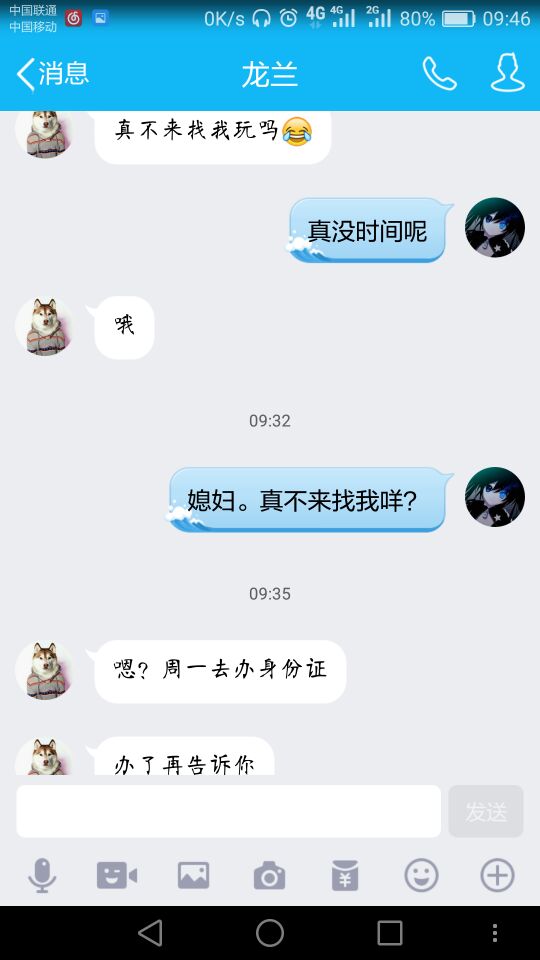 中国联通
中国移动
0K/s 4G 4G 2G 80% 09:46
消息 龙兰
真不来找我玩吗😂
真没时间呢
哦
09:32
媳妇。真不来找我咩？
09:35
嗯？周一去办身份证
办了再告诉你
发送